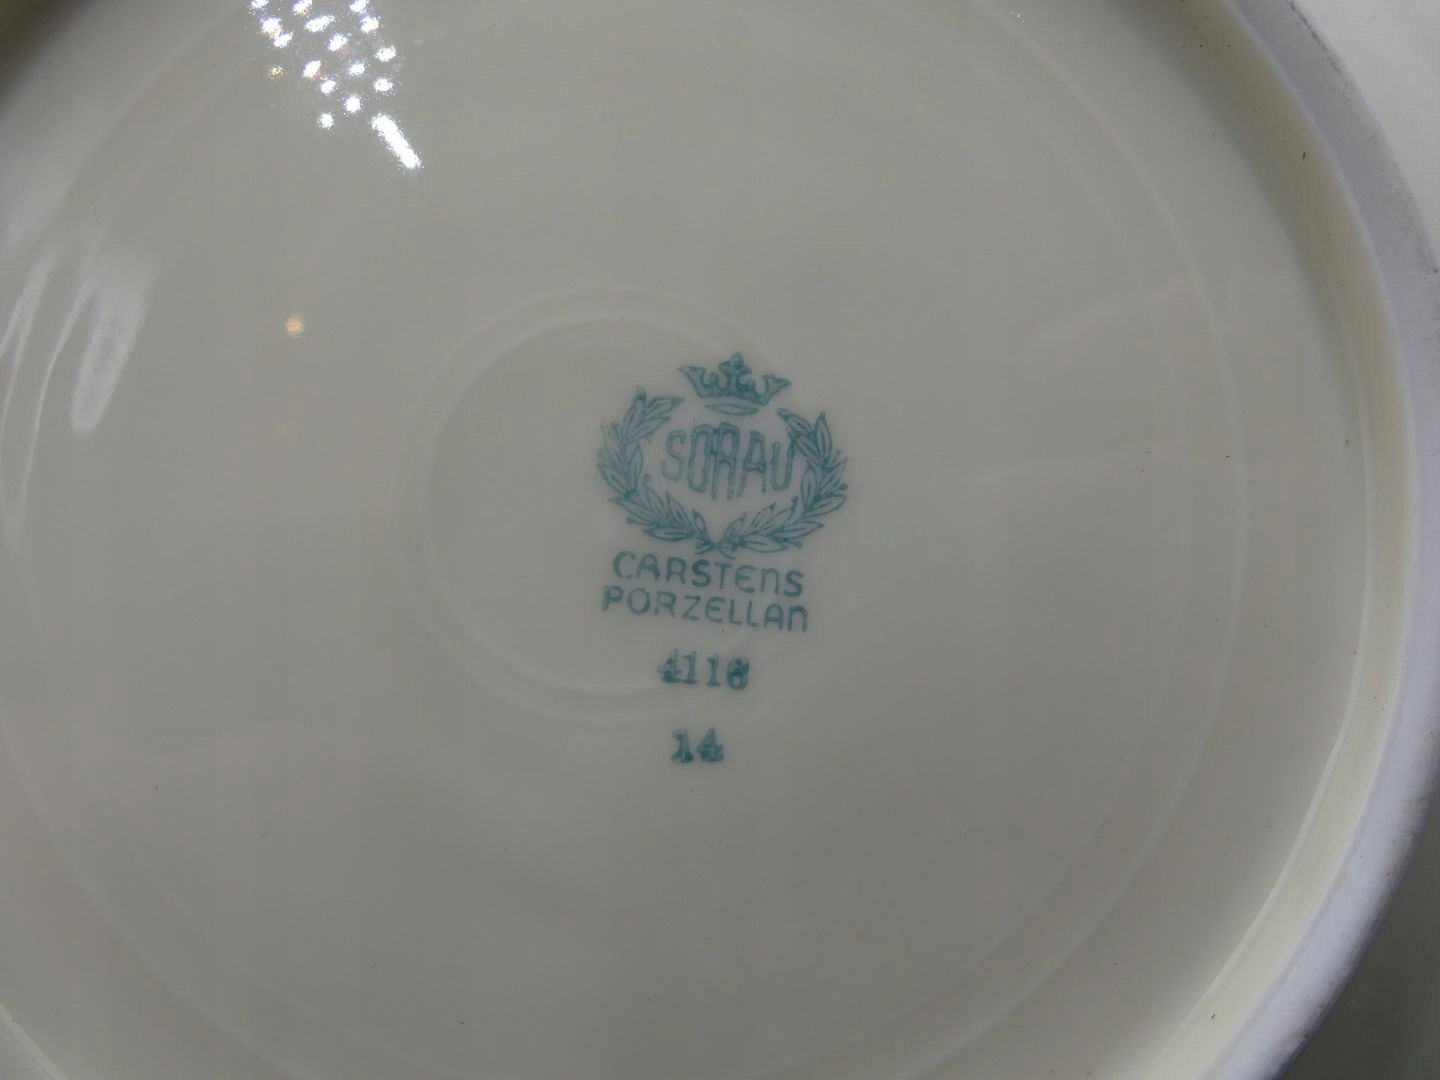 SORAU
CARSTENS
PORZELLAN
4116
14